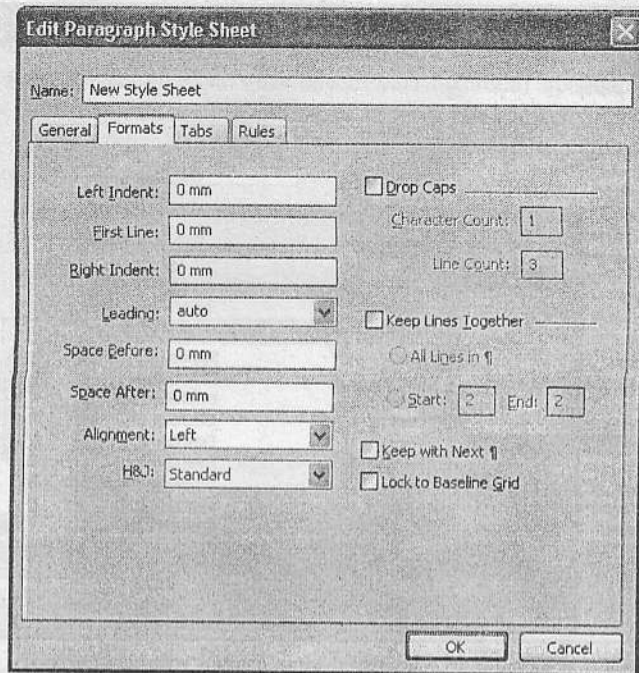 Edit Paragraph Style Sheet
Name: New Style Sheet
General Formats Tabs Rules
Left Indent: 0 mm
First Line: 0 mm
Right Indent: 0 mm
Leading: auto
Space Before: 0 mm
Space After: 0 mm
Alignment: Left
H&J: Standard
Drop Caps
Character Count: 1
Line Count: 3
Keep Lines Together
All Lines in ¶
Start: 2 End: 2
Keep with Next ¶
Lock to Baseline Grid
OK Cancel